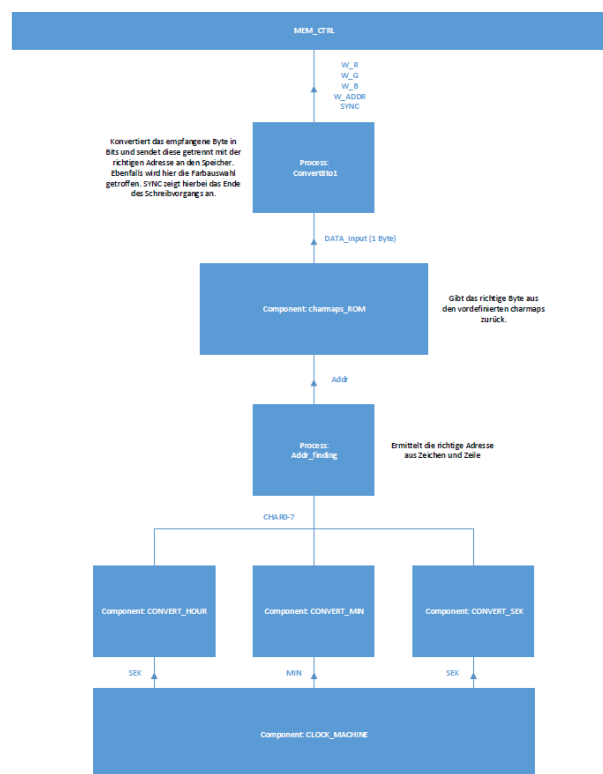 MEM_CTRL
W_R
W_G
W_B
W_ADDR
SYNC
Konvertiert das empfangene Byte in
Bits und sendet diese getrennt mit der
richtigen Adresse an den Speicher.
Ebenfalls wird hier die Farbauswahl
getroffen. SYNC zeigt hierbei das Ende
des Schreibvorgangs an.
Process:
Convert8to1
DATA_Input (1 Byte)
Component: charmaps_ROM
Gibt das richtige Byte aus
den vordefinierten charmaps
zurück.
Addr
Process:
Addr_finding
Ermittelt die richtige Adresse
aus Zeichen und Zeile
CHAR0-7
Component: CONVERT_HOUR
Component: CONVERT_MIN
Component: CONVERT_SEK
SEK
MIN
SEK
Component: CLOCK_MACHINE